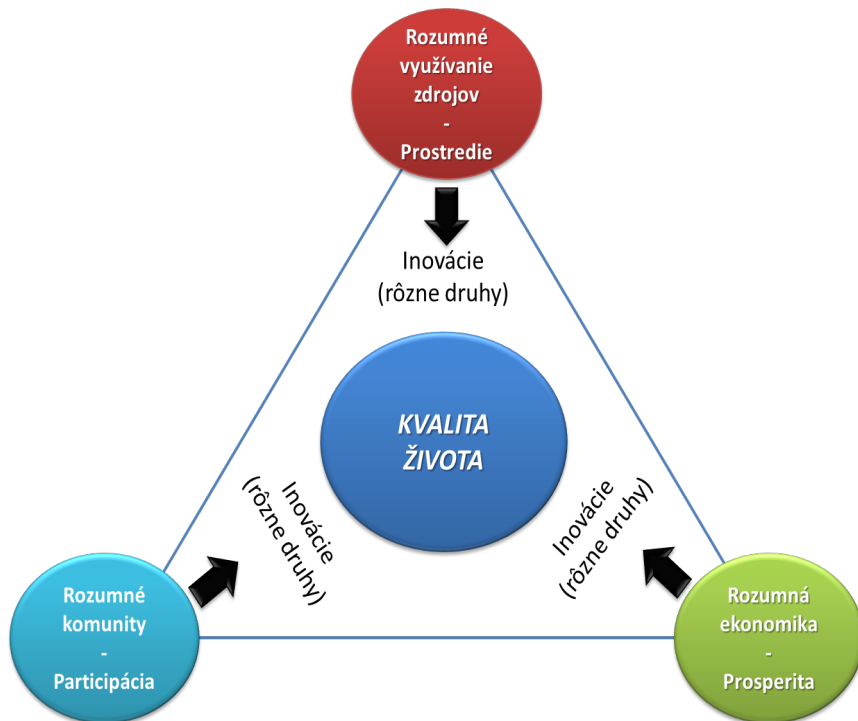 Rozumné
využívanie
zdrojov
-
Prostredie
Inovácie
(rôzne druhy)
KVALITA
ŽIVOTA
Inovácie
(rôzne druhy)
Inovácie
(rôzne druhy)
Rozumné
komunity
-
Participácia
Rozumná
ekonomika
-
Prosperita